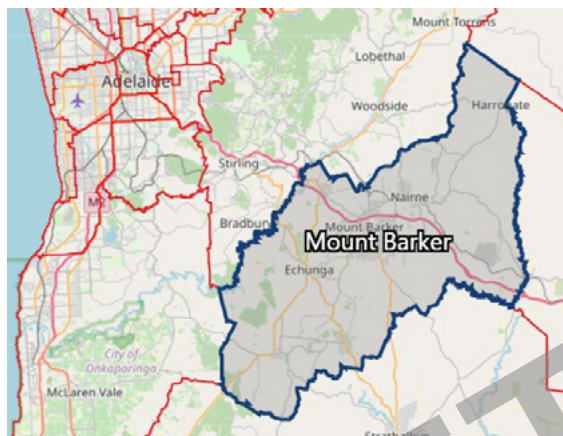 Mount Torrens
Lobethal
Adelaide
Woodside
Harrogate
Stirling
Nairne
M2
Bradbury
Mount Barker
Mount Barker
Echunga
City of
Onkaparinga
McLaren Vale